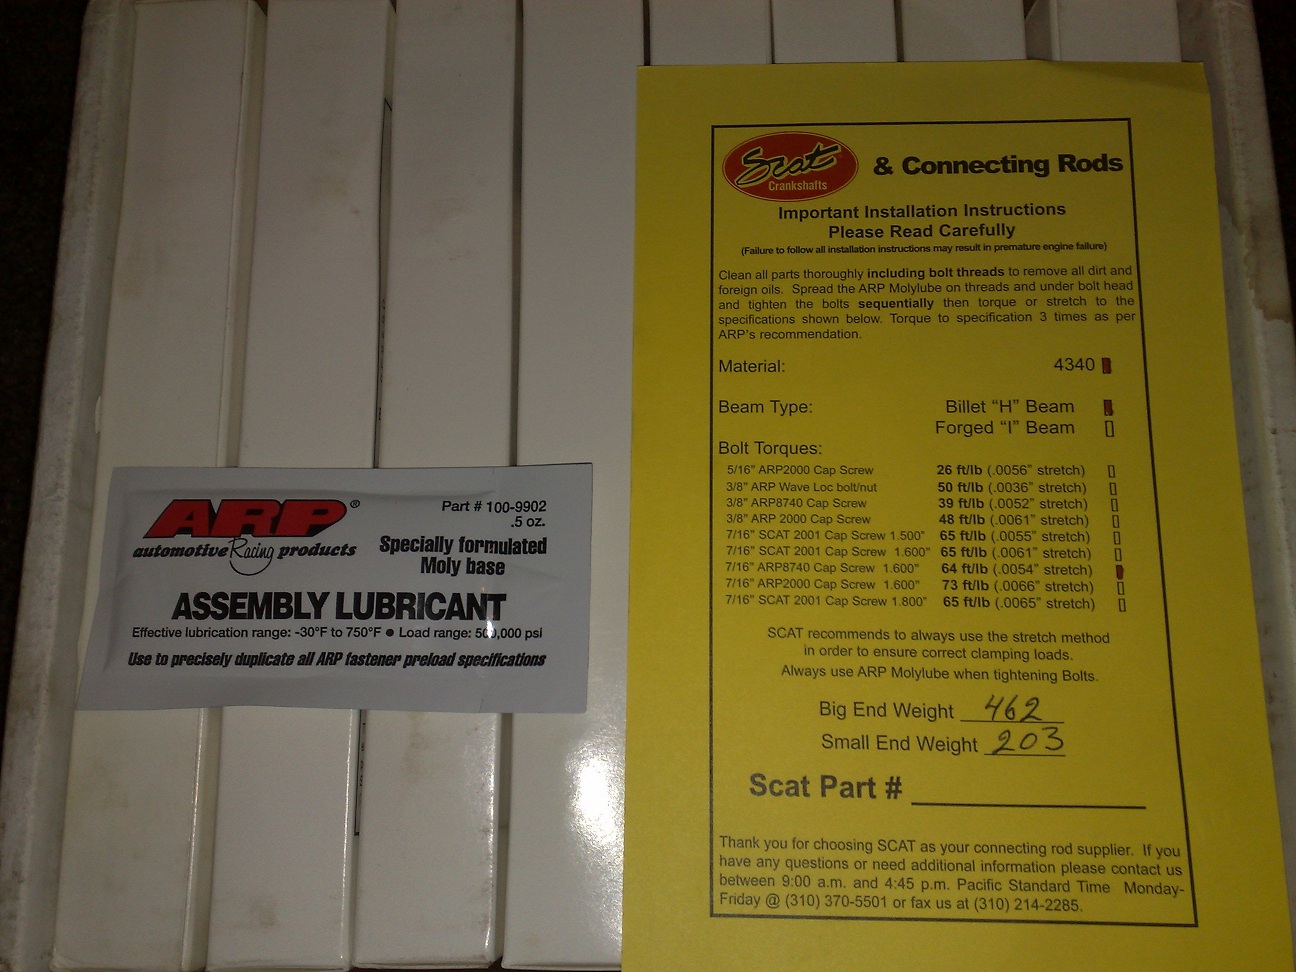 ARP®
automotive Racing products
Part # 100-9902
.5 oz.
Specially formulated
Moly base
ASSEMBLY LUBRICANT
Effective lubrication range: -30°F to 750°F ● Load range: 500,000 psi
Use to precisely duplicate all ARP fastener preload specifications
Scat
Crankshafts
& Connecting Rods
Important Installation Instructions
Please Read Carefully
(Failure to follow all installation instructions may result in premature engine failure)
Clean all parts thoroughly including bolt threads to remove all dirt and
foreign oils. Spread the ARP Molylube on threads and under bolt head
and tighten the bolts sequentially then torque or stretch to the
specifications shown below. Torque to specification 3 times as per
ARP's recommendation.
Material: 4340
Beam Type: Billet "H" Beam
Forged "I" Beam
Bolt Torques:
5/16" ARP2000 Cap Screw 26 ft/lb (.0056" stretch)
3/8" ARP Wave Loc bolt/nut 50 ft/lb (.0036" stretch)
3/8" ARP8740 Cap Screw 39 ft/lb (.0052" stretch)
3/8" ARP 2000 Cap Screw 48 ft/lb (.0061" stretch)
7/16" SCAT 2001 Cap Screw 1.500" 65 ft/lb (.0055" stretch)
7/16" SCAT 2001 Cap Screw 1.600" 65 ft/lb (.0061" stretch)
7/16" ARP8740 Cap Screw 1.600" 64 ft/lb (.0054" stretch)
7/16" ARP2000 Cap Screw 1.600" 73 ft/lb (.0066" stretch)
7/16" SCAT 2001 Cap Screw 1.800" 65 ft/lb (.0065" stretch)
SCAT recommends to always use the stretch method
in order to ensure correct clamping loads.
Always use ARP Molylube when tightening Bolts.
Big End Weight 462
Small End Weight 203
Scat Part #
Thank you for choosing SCAT as your connecting rod supplier. If you
have any questions or need additional information please contact us
between 9:00 a.m. and 4:45 p.m. Pacific Standard Time Monday-
Friday @ (310) 370-5501 or fax us at (310) 214-2285.